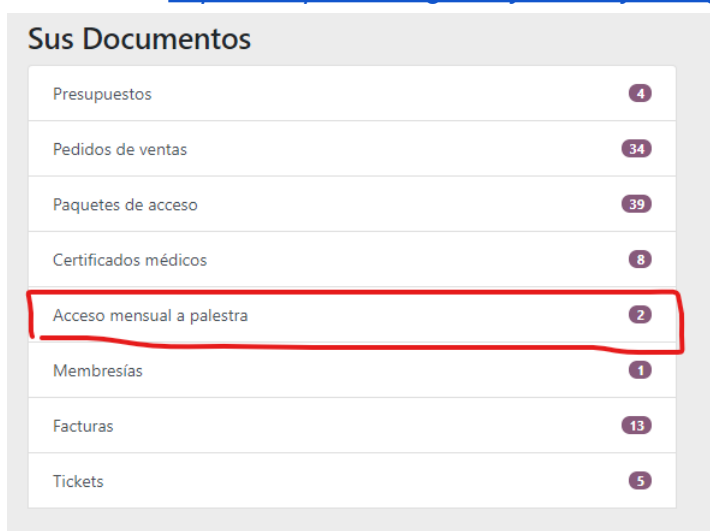 Sus Documentos
Presupuestos 4
Pedidos de ventas 34
Paquetes de acceso 39
Certificados médicos 8
Acceso mensual a palestra 2
Membresías 1
Facturas 13
Tickets 5